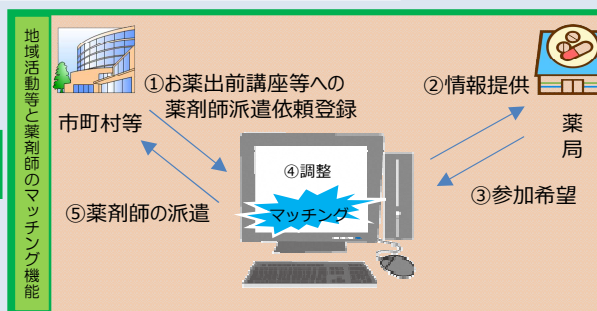 地域活動等と薬剤師のマッチング機能
①お薬出前講座等への
薬剤師派遣依頼登録
②情報提供
市町村等
薬局
④調整
マッチング
③参加希望
⑤薬剤師の派遣